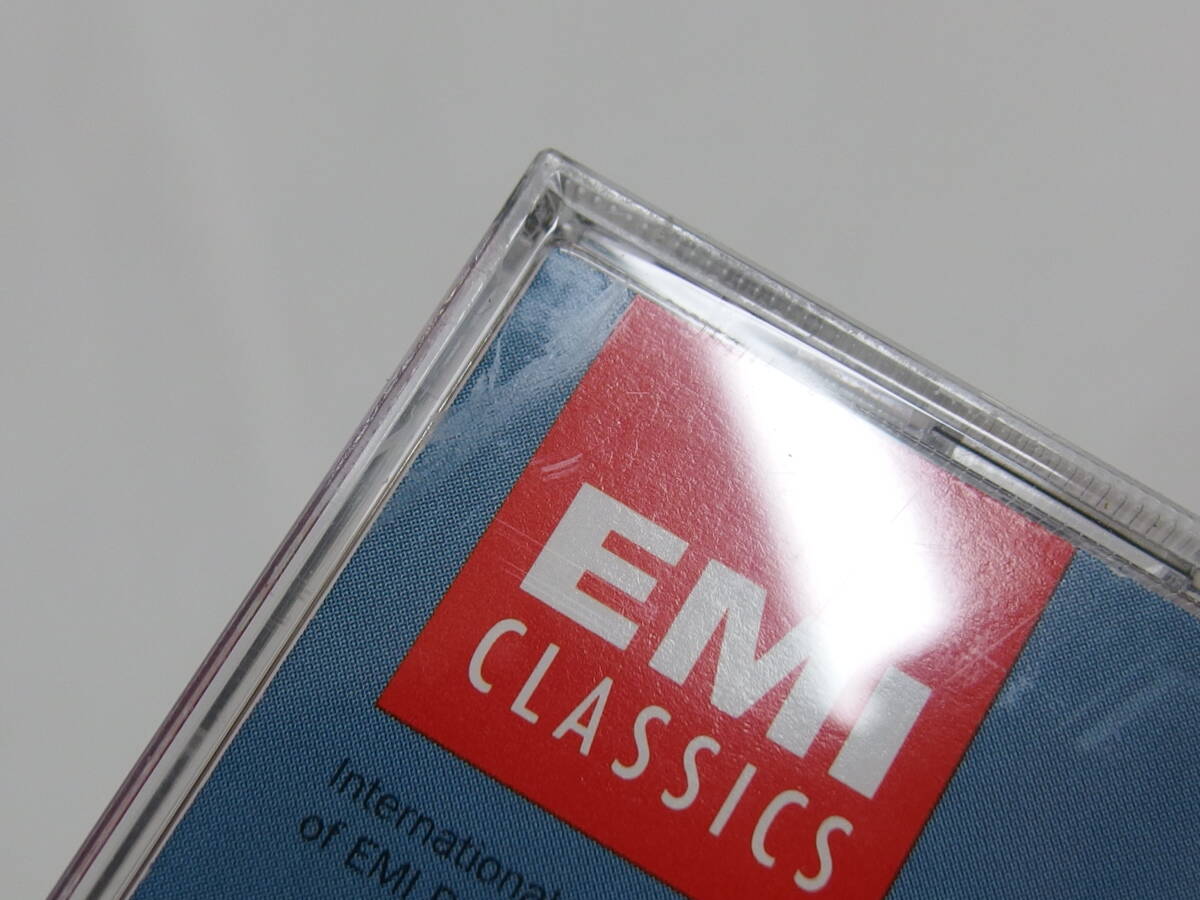 EMI
CLASSICS
International
of EMI